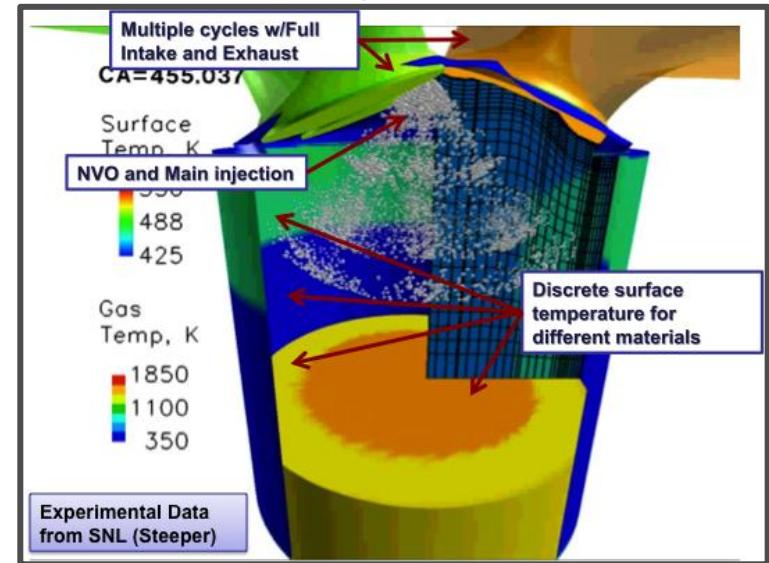 Multiple cycles w/Full
Intake and Exhaust
CA=455.037
Surface
Temp, K
NVO and Main injection
488
425
Discrete surface
temperature for
different materials
Gas
Temp, K
1850
1100
350
Experimental Data
from SNL (Steeper)